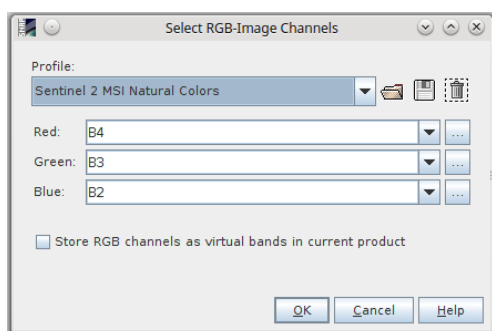 Select RGB-Image Channels
Profile:
Sentinel 2 MSI Natural Colors
Red: B4 ...
Green: B3 ...
Blue: B2 ...
Store RGB channels as virtual bands in current product
OK Cancel Help